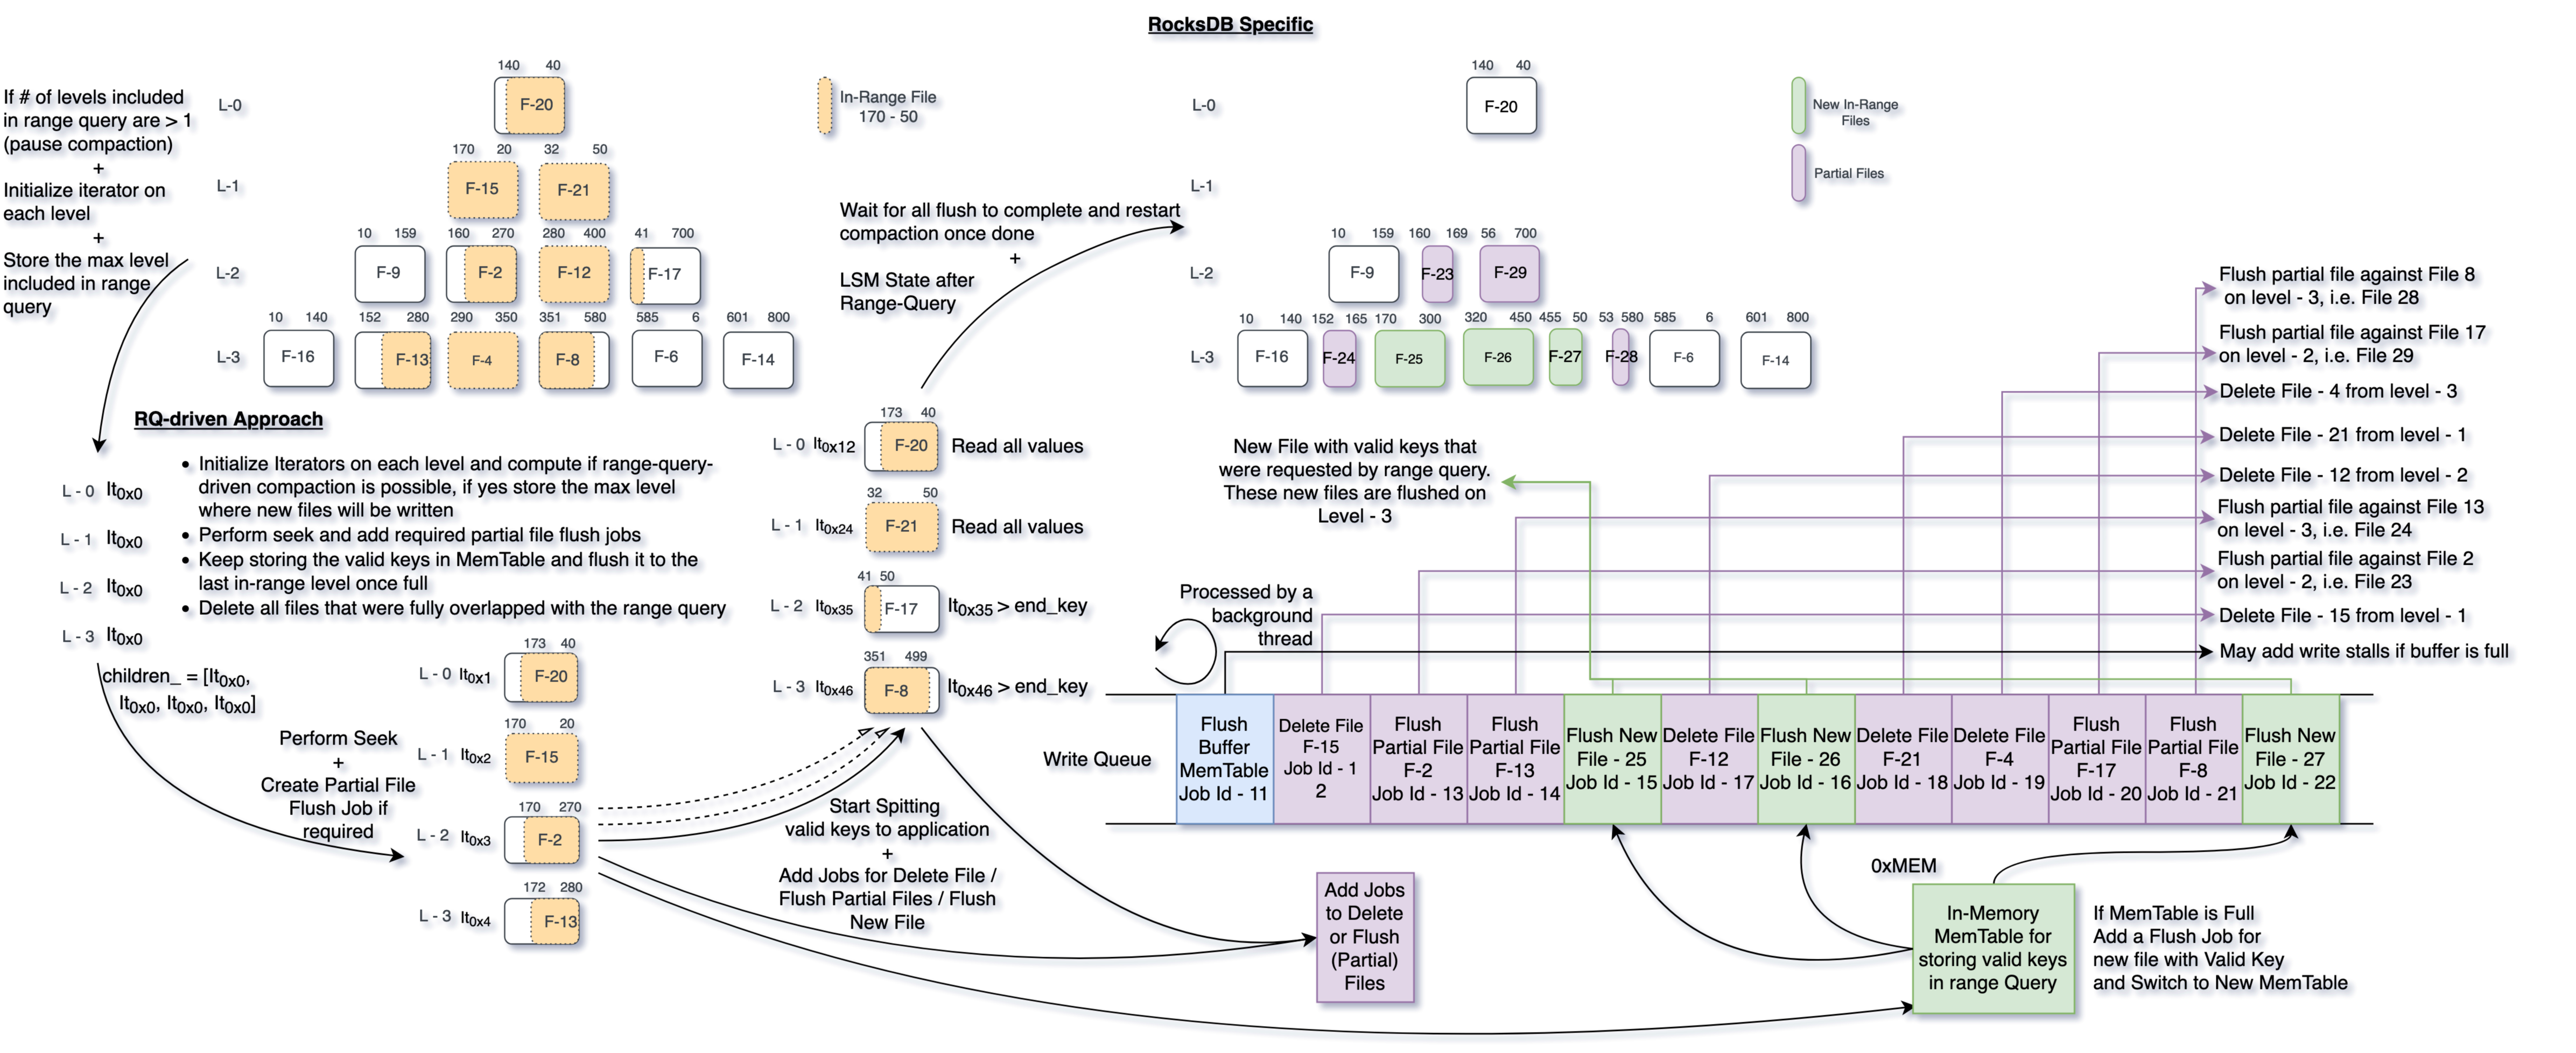 RocksDB Specific
If # of levels included
in range query are > 1
(pause compaction)
+
Initialize iterator on
each level
+
Store the max level
included in range
query
L-0
140 40
F-20
In-Range File
170 - 50
L-1
170 20 32 50
F-15 F-21
L-2
10 159 160 270 280 400 41 700
F-9 F-2 F-12 F-17
L-3
10 140 152 280 290 350 351 580 585 6 601 800
F-16 F-13 F-4 F-8 F-6 F-14
Wait for all flush to complete and restart
compaction once done
+
LSM State after
Range-Query
L-0
140 40
F-20
New In-Range
Files
Partial Files
L-1
L-2
10 159 160 169 56 700
F-9 F-23 F-29
L-3
10 140 152 165 170 300 320 450 455 50 53 580 585 6 601 800
F-16 F-24 F-25 F-26 F-27 F-28 F-6 F-14
RQ-driven Approach
• Initialize Iterators on each level and compute if range-query-
driven compaction is possible, if yes store the max level
where new files will be written
• Perform seek and add required partial file flush jobs
• Keep storing the valid keys in MemTable and flush it to the
last in-range level once full
• Delete all files that were fully overlapped with the range query
L - 0 It0x0
L - 1 It0x0
L - 2 It0x0
L - 3 It0x0
children_ = [It0x0,
It0x0, It0x0, It0x0]
Perform Seek
+
Create Partial File
Flush Job if
required
173 40
L - 0 It0x1 F-20
170 20
L - 1 It0x2 F-15
170 270
L - 2 It0x3 F-2
172 280
L - 3 It0x4 F-13
173 40
L - 0 It0x12 F-20 Read all values
32 50
L - 1 It0x24 F-21 Read all values
41 50
L - 2 It0x35 F-17 It0x35 > end_key
351 499
L - 3 It0x46 F-8 It0x46 > end_key
Start Spitting
valid keys to application
+
Add Jobs for Delete File /
Flush Partial Files / Flush
New File
New File with valid keys that
were requested by range query.
These new files are flushed on
Level - 3
Processed by a
background
thread
Flush partial file against File 8
on level - 3, i.e. File 28
Flush partial file against File 17
on level - 2, i.e. File 29
Delete File - 4 from level - 3
Delete File - 21 from level - 1
Delete File - 12 from level - 2
Flush partial file against File 13
on level - 3, i.e. File 24
Flush partial file against File 2
on level - 2, i.e. File 23
Delete File - 15 from level - 1
May add write stalls if buffer is full
Write Queue
Flush
Buffer
MemTable
Job Id - 11
Delete File
F-15
Job Id - 1
2
Flush
Partial File
F-2
Job Id - 13
Flush
Partial File
F-13
Job Id - 14
Flush New
File - 25
Job Id - 15
Delete File
F-12
Job Id - 17
Flush New
File - 26
Job Id - 16
Delete File
F-21
Job Id - 18
Delete File
F-4
Job Id - 19
Flush
Partial File
F-17
Job Id - 20
Flush
Partial File
F-8
Job Id - 21
Flush New
File - 27
Job Id - 22
Add Jobs
to Delete
or Flush
(Partial)
Files
0xMEM
In-Memory
MemTable for
storing valid keys
in range Query
If MemTable is Full
Add a Flush Job for
new file with Valid Key
and Switch to New MemTable